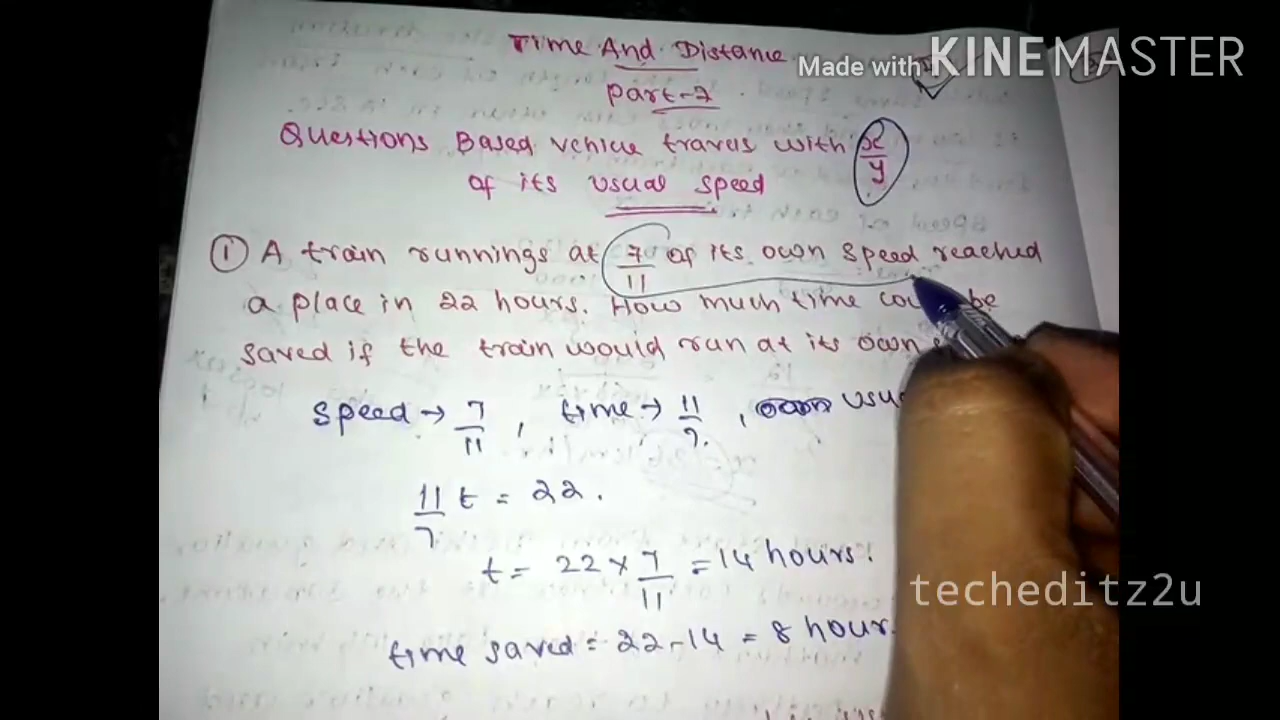 Time And Distance
Made with KINEMASTER
Part-7
Questions Based vehicle travels with x/y
of its usual speed
① A train runnings at 7/11 of its own speed reached
a place in 22 hours. How much time be
saved if the train would run at its own
speed → 7/11 , time → 11/7. ,
11/7 t = 22.
t = 22 × 7/11 = 14 hours.
techeditz2u
time saved = 22-14 = 8 hour